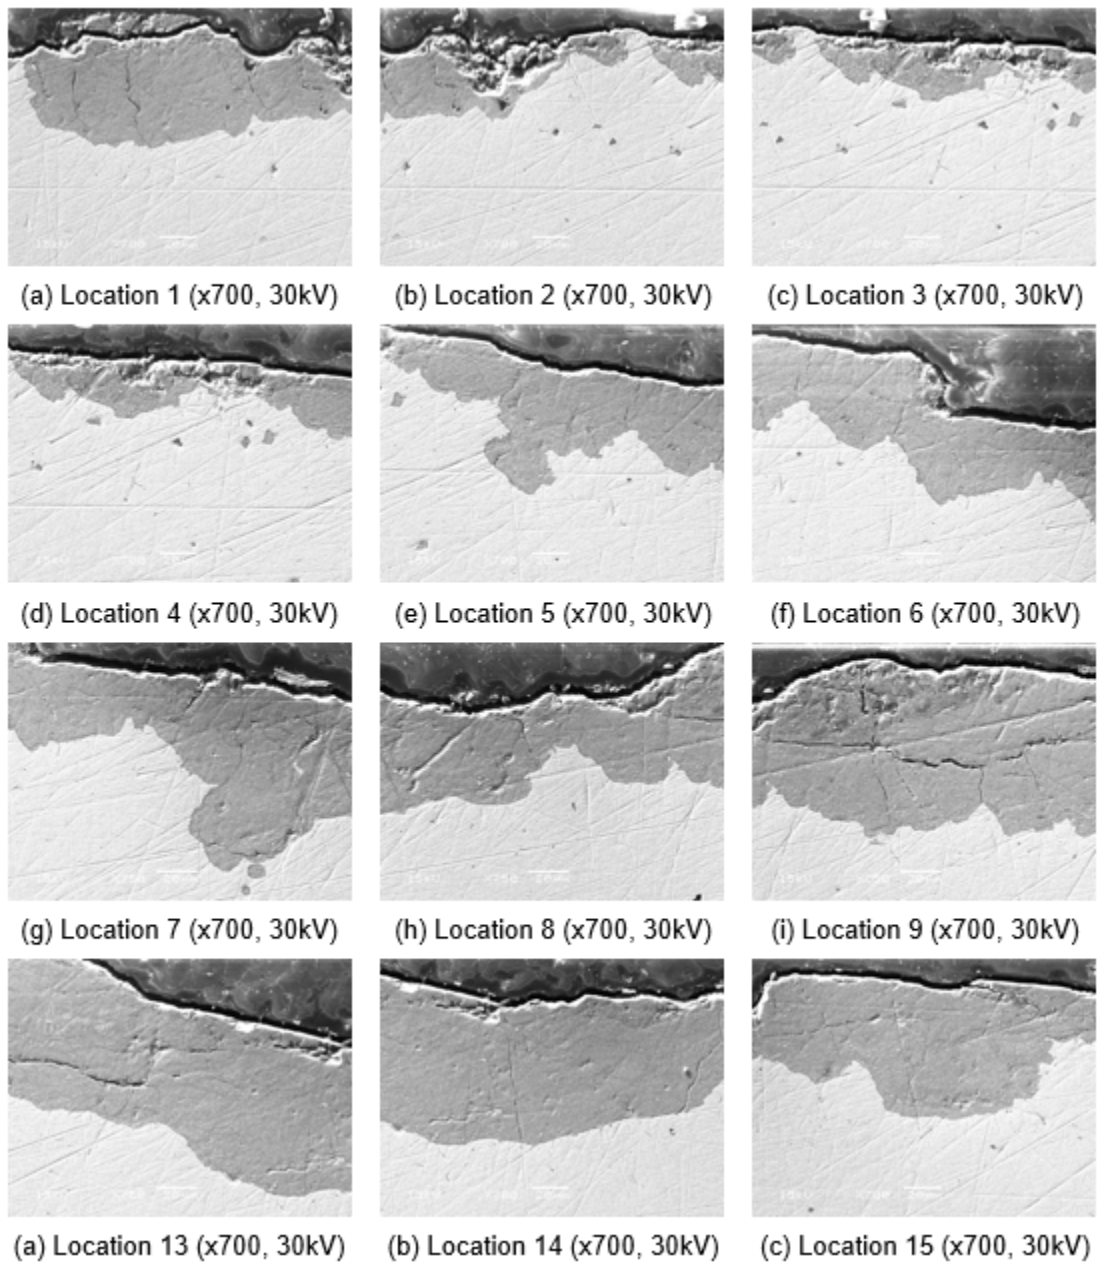 (a) Location 1 (x700, 30kV)
(b) Location 2 (x700, 30kV)
(c) Location 3 (x700, 30kV)
(d) Location 4 (x700, 30kV)
(e) Location 5 (x700, 30kV)
(f) Location 6 (x700, 30kV)
(g) Location 7 (x700, 30kV)
(h) Location 8 (x700, 30kV)
(i) Location 9 (x700, 30kV)
(a) Location 13 (x700, 30kV)
(b) Location 14 (x700, 30kV)
(c) Location 15 (x700, 30kV)